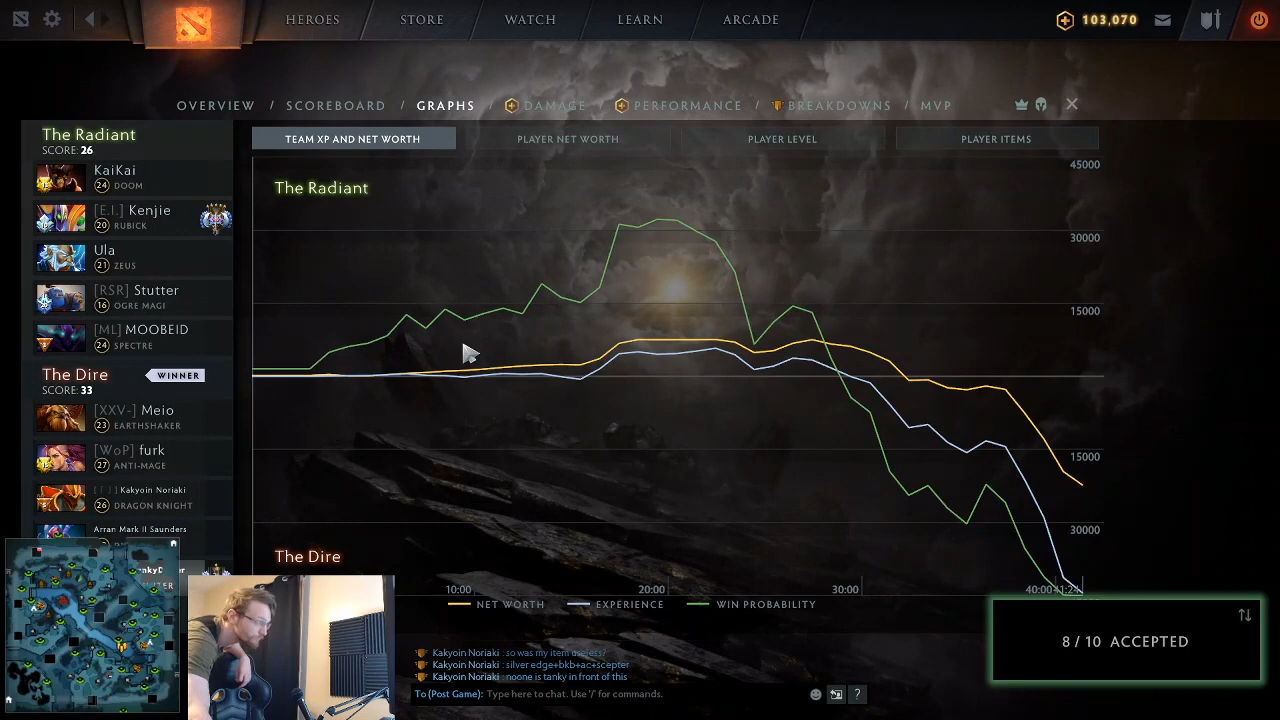 HEROES STORE WATCH LEARN ARCADE 103,070
OVERVIEW / SCOREBOARD / GRAPHS / DAMAGE / PERFORMANCE / BREAKDOWNS / MVP
The Radiant
SCORE: 26
KaiKai
24 DOOM
[E.I.] Kenjie
20 RUBICK
Ula
21 ZEUS
[RSR] Stutter
16 OGRE MAGI
[ML] MOOBEID
24 SPECTRE
The Dire WINNER
SCORE: 33
[XXV-] Meio
23 EARTHSHAKER
[WoP] furk
27 ANTI-MAGE
Kakyoin Noriaki
26 DRAGON KNIGHT
Arran Mark II Saunders
TEAM XP AND NET WORTH PLAYER NET WORTH PLAYER LEVEL PLAYER ITEMS
The Radiant
45000
30000
15000
15000
30000
The Dire
10:00 20:00 30:00 40:00 41:24
NET WORTH EXPERIENCE WIN PROBABILITY
Kakyoin Noriaki : so was my item useless?
Kakyoin Noriaki : silver edge+bkb+ac+scepter
Kakyoin Noriaki : noone is tanky in front of this
To (Post Game): Type here to chat. Use '/' for commands. ?
8 / 10 ACCEPTED